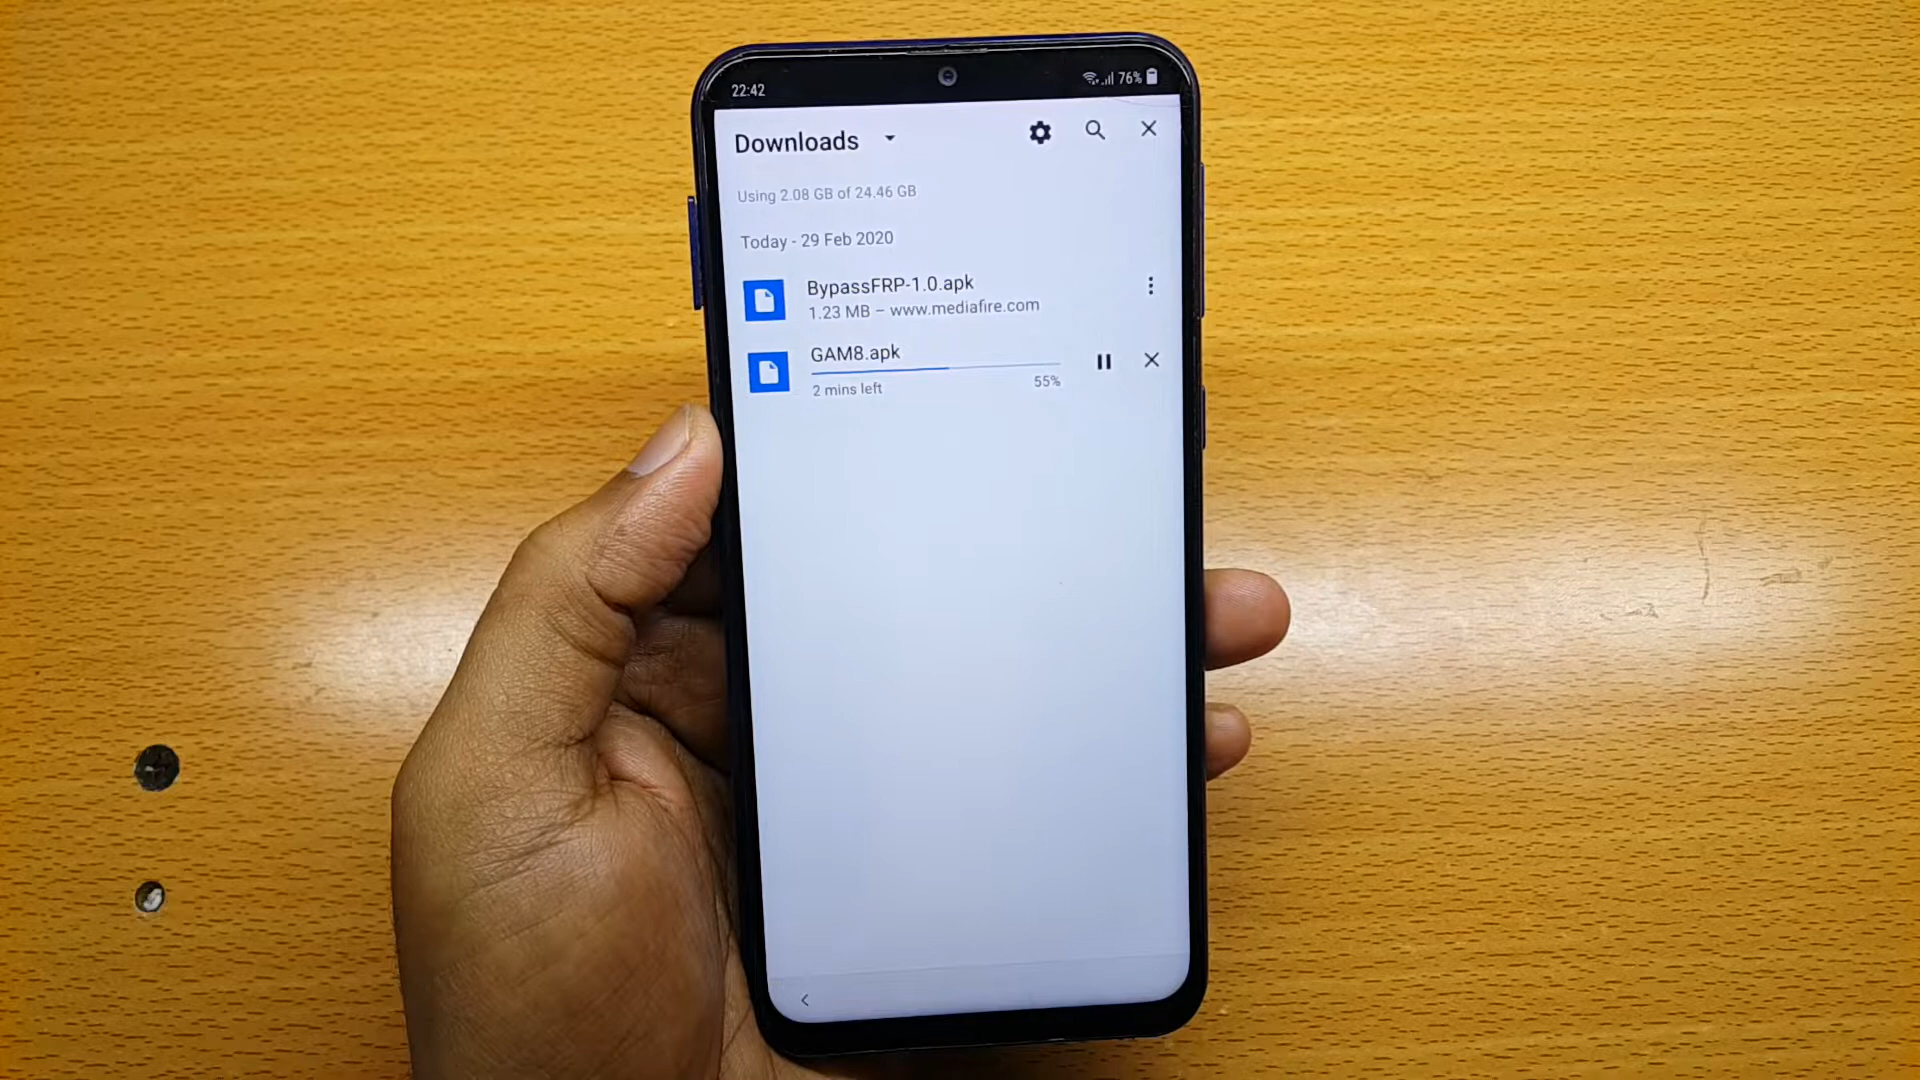 22:42
76%
Downloads
Using 2.08 GB of 24.46 GB
Today - 29 Feb 2020
BypassFRP-1.0.apk
1.23 MB – www.mediafire.com
GAM8.apk
2 mins left
55%